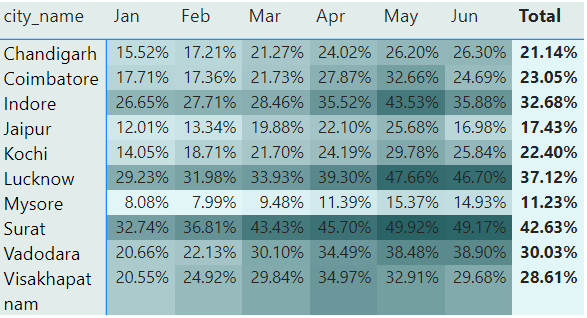 city_name Jan Feb Mar Apr May Jun Total
Chandigarh 15.52% 17.21% 21.27% 24.02% 26.20% 26.30% 21.14%
Coimbatore 17.71% 17.36% 21.73% 27.87% 32.66% 24.69% 23.05%
Indore 26.65% 27.71% 28.46% 35.52% 43.53% 35.88% 32.68%
Jaipur 12.01% 13.34% 19.88% 22.10% 25.68% 16.98% 17.43%
Kochi 14.05% 18.71% 21.70% 24.19% 29.78% 25.84% 22.40%
Lucknow 29.23% 31.98% 33.93% 39.30% 47.66% 46.70% 37.12%
Mysore 8.08% 7.99% 9.48% 11.39% 15.37% 14.93% 11.23%
Surat 32.74% 36.81% 43.43% 45.70% 49.92% 49.17% 42.63%
Vadodara 20.66% 22.13% 30.10% 34.49% 38.48% 38.90% 30.03%
Visakhapat 20.55% 24.92% 29.84% 34.97% 32.91% 29.68% 28.61%
nam